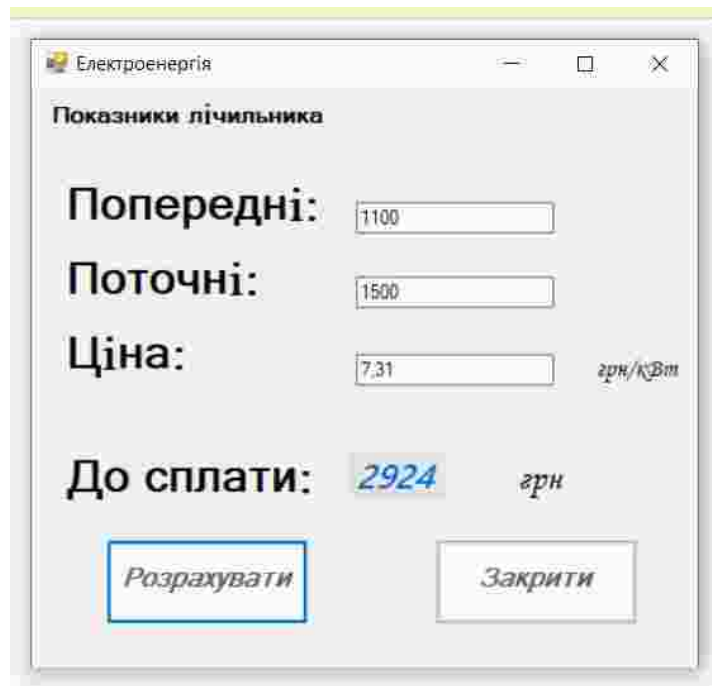 Електроенергія
Показники лічильника
Попередні: 1100
Поточні: 1500
Ціна: 7,31 грн/кВт
До сплати: 2924 грн
Розрахувати Закрити